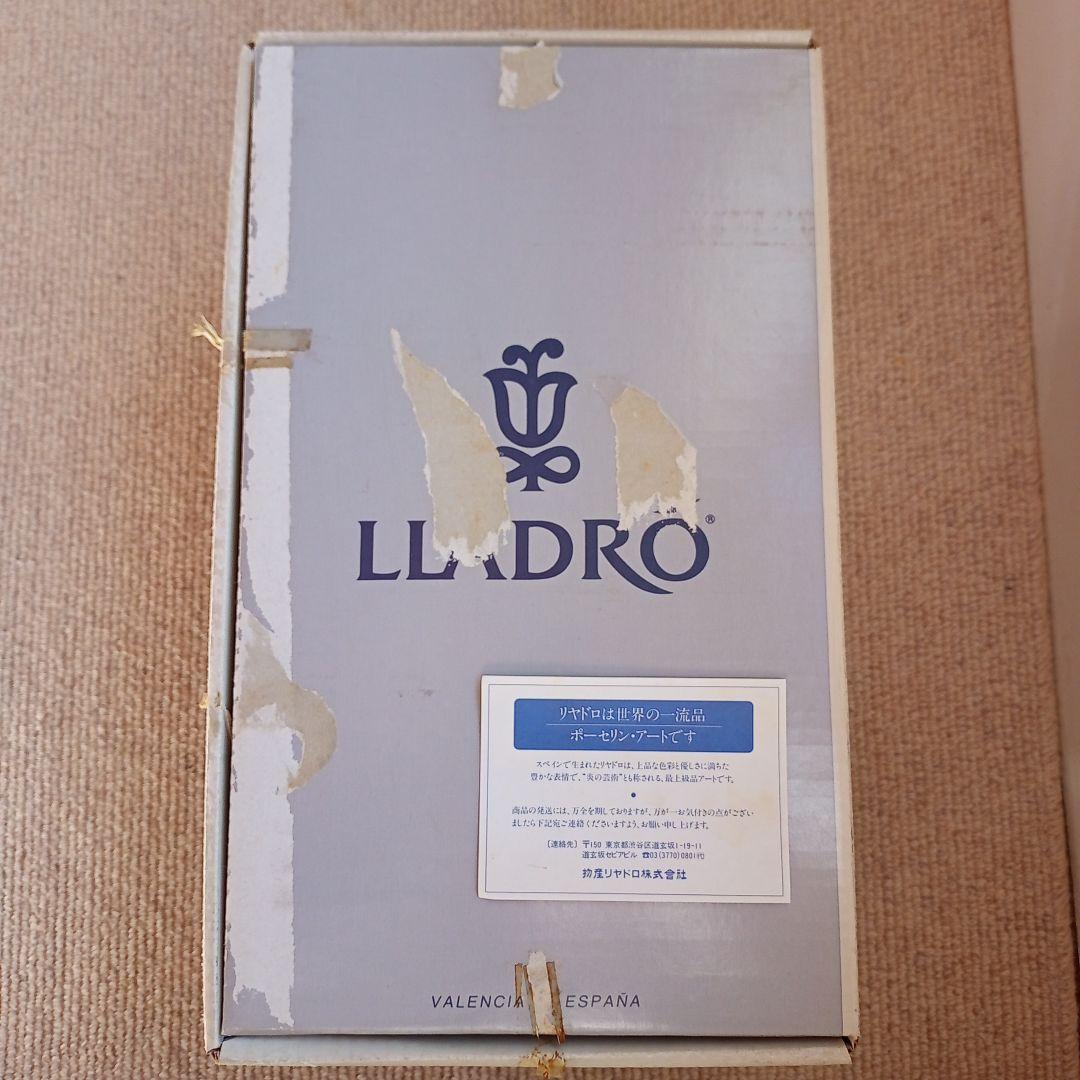 LLADRÓ®
リヤドロは世界の一流品
ポーセリン・アートです
スペインで生まれたリヤドロは、上品な色彩と優しさに満ちた
豊かな表情で、“炎の芸術”とも称される、最上級品アートです。
商品の発送には、万全を期しておりますが、万が一お気付きの点がござい
ましたら下記宛ご連絡くださいますよう、お願い申し上げます。
〔連絡先〕 〒150 東京都渋谷区道玄坂1-19-11
道玄坂セピアビル ☎03(3770)0801㈹
物産リヤドロ株式會社
VALENCIA ESPAÑA